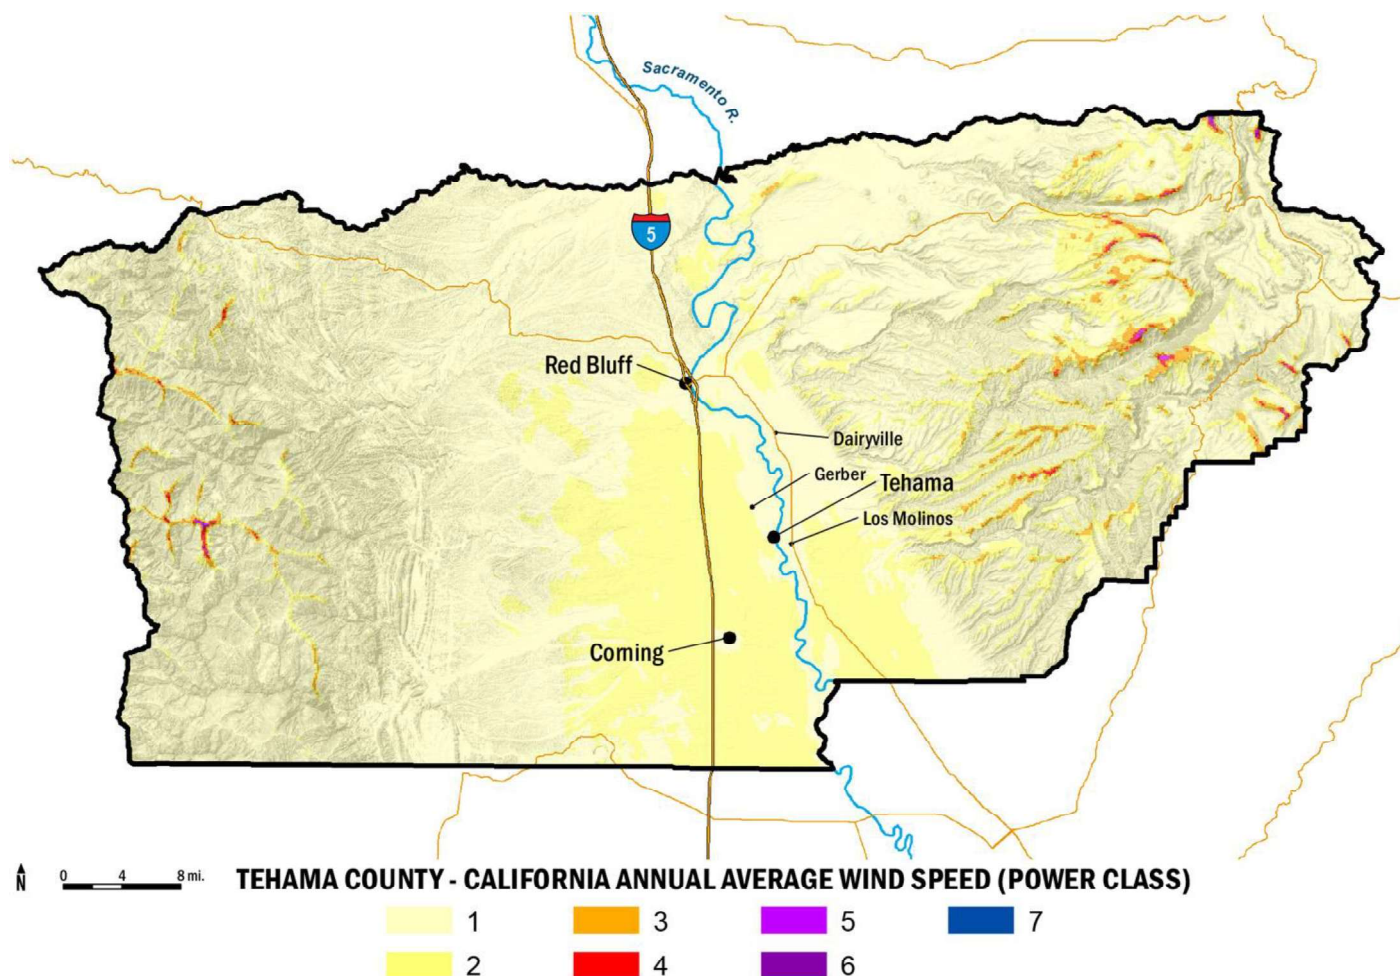 Sacramento R.
5
Red Bluff
Dairyville
Gerber
Tehama
Los Molinos
Coming
N
0 4 8 mi.
TEHAMA COUNTY - CALIFORNIA ANNUAL AVERAGE WIND SPEED (POWER CLASS)
1 3 5 7
2 4 6